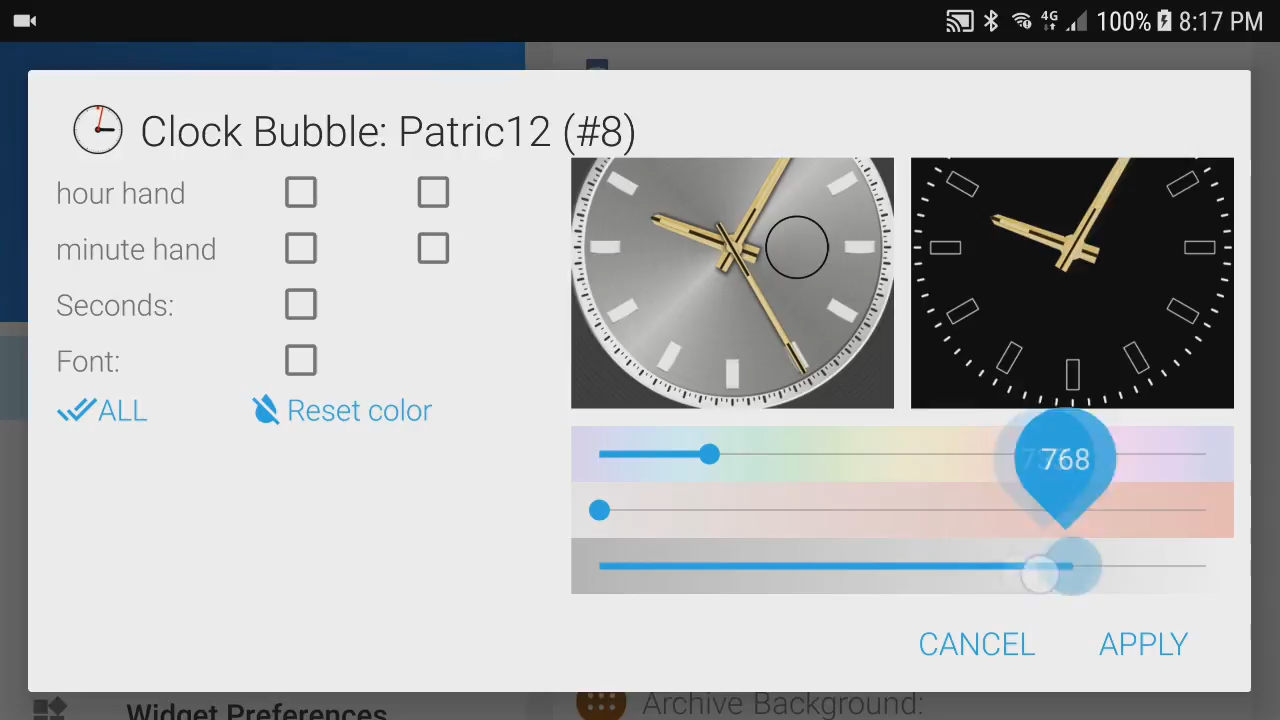 4G 100% 8:17 PM
Clock Bubble: Patric12 (#8)
hour hand
minute hand
Seconds:
Font:
ALL Reset color
768
CANCEL APPLY
Widget Preferences
Archive Background: